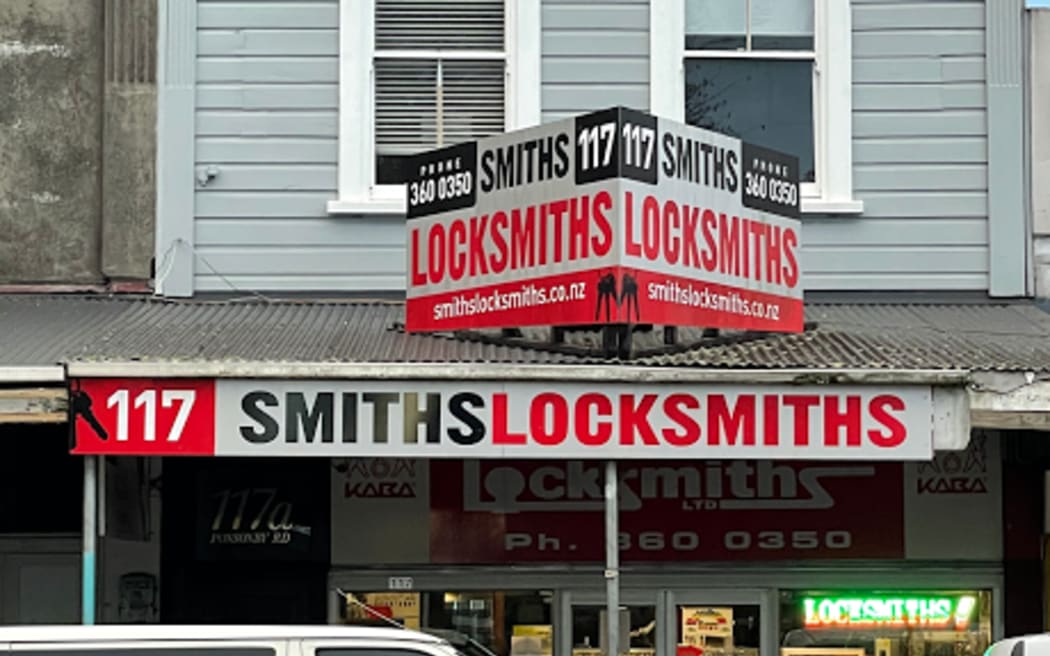 PHONE
360 0350
SMITHS 117
LOCKSMITHS
smithslocksmiths.co.nz
117 SMITHS
PHONE
360 0350
LOCKSMITHS
smithslocksmiths.co.nz
117 SMITHSLOCKSMITHS
KABA
Locksmiths
LTD
KABA
117a
PONSONBY RD
Ph. 360 0350
117
LOCKSMITHS